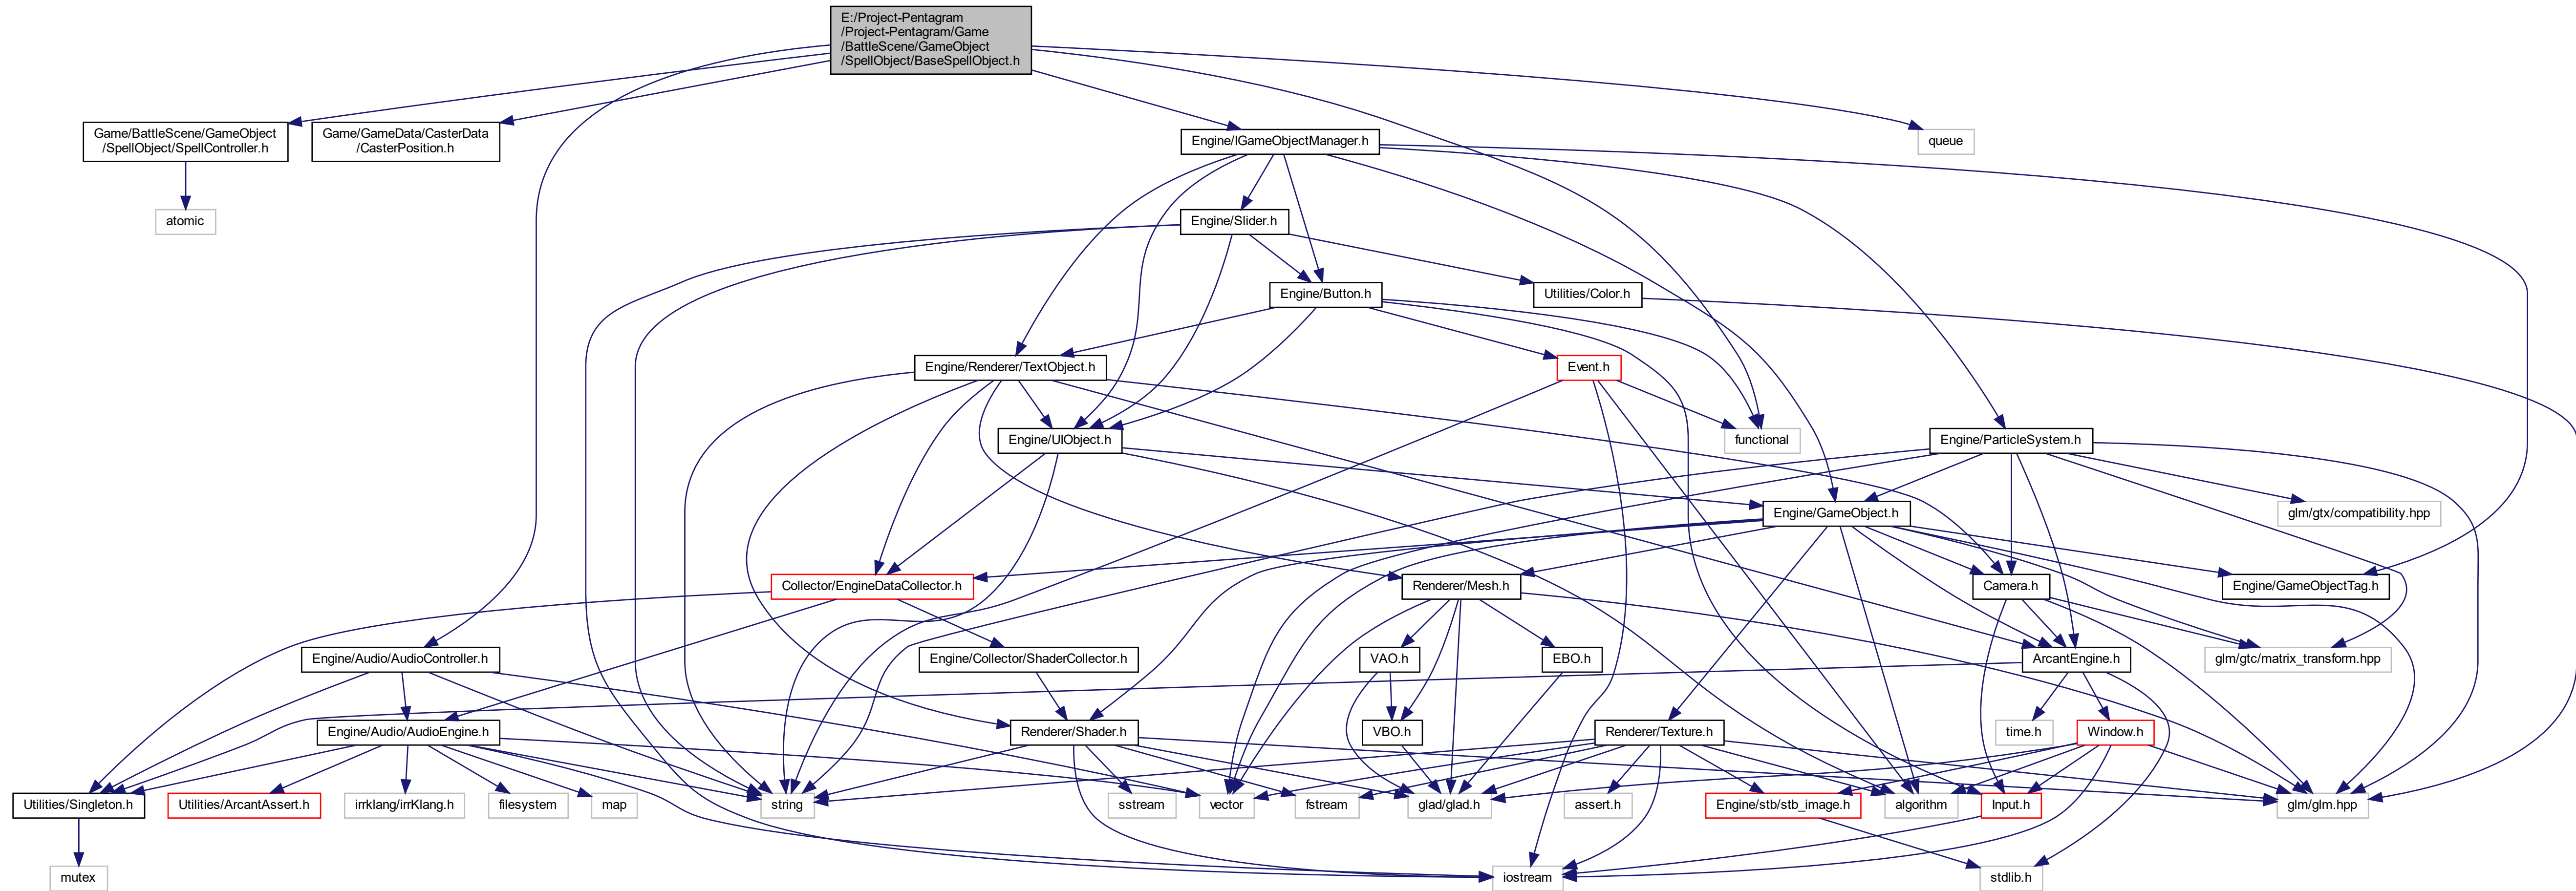 E:/Project-Pentagram
/Project-Pentagram/Game
/BattleScene/GameObject
/SpellObject/BaseSpellObject.h
Game/BattleScene/GameObject
/SpellObject/SpellController.h
Game/GameData/CasterData
/CasterPosition.h
Engine/IGameObjectManager.h
queue
atomic
Engine/Slider.h
Engine/Button.h
Utilities/Color.h
Engine/Renderer/TextObject.h
Event.h
Engine/UIObject.h
functional
Engine/ParticleSystem.h
Engine/GameObject.h
glm/gtx/compatibility.hpp
Collector/EngineDataCollector.h
Renderer/Mesh.h
Camera.h
Engine/GameObjectTag.h
Engine/Audio/AudioController.h
Engine/Collector/ShaderCollector.h
VAO.h
EBO.h
ArcantEngine.h
glm/gtc/matrix_transform.hpp
Engine/Audio/AudioEngine.h
Renderer/Shader.h
VBO.h
Renderer/Texture.h
time.h
Window.h
Utilities/Singleton.h
Utilities/ArcantAssert.h
irrklang/irrKlang.h
filesystem
map
string
sstream
vector
fstream
glad/glad.h
assert.h
Engine/stb/stb_image.h
algorithm
Input.h
glm/glm.hpp
mutex
iostream
stdlib.h